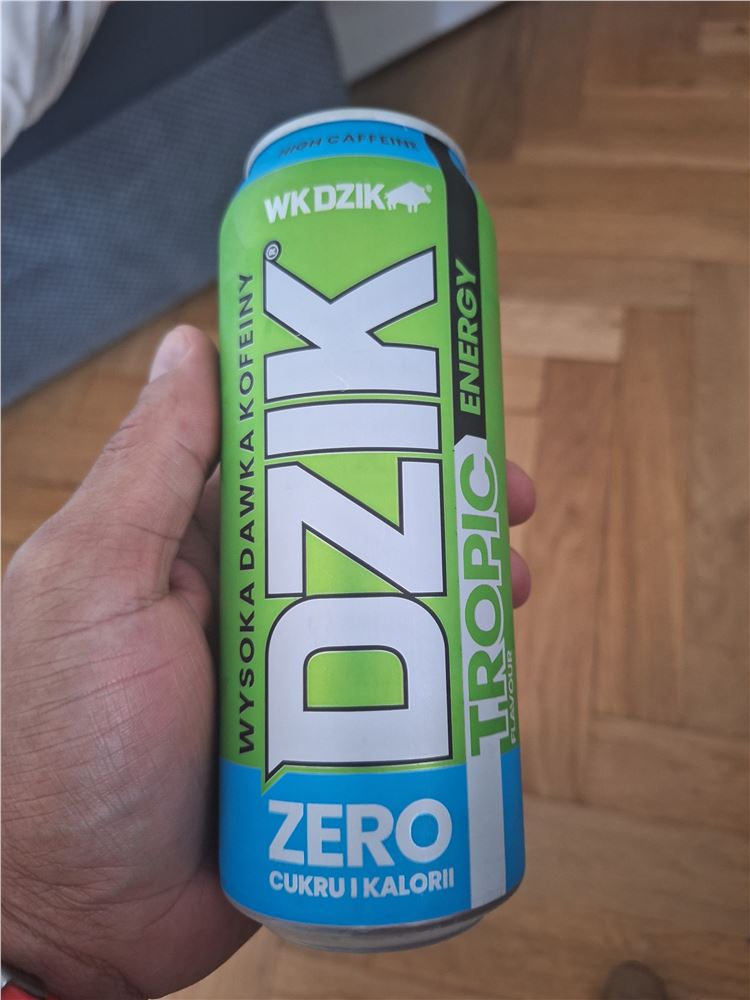 HIGH CAFFEINE
WK DZIK®
WYSOKA DAWKA KOFEINY
DZIK®
TROPIC ENERGY
FLAVOUR
ZERO
CUKRU I KALORII